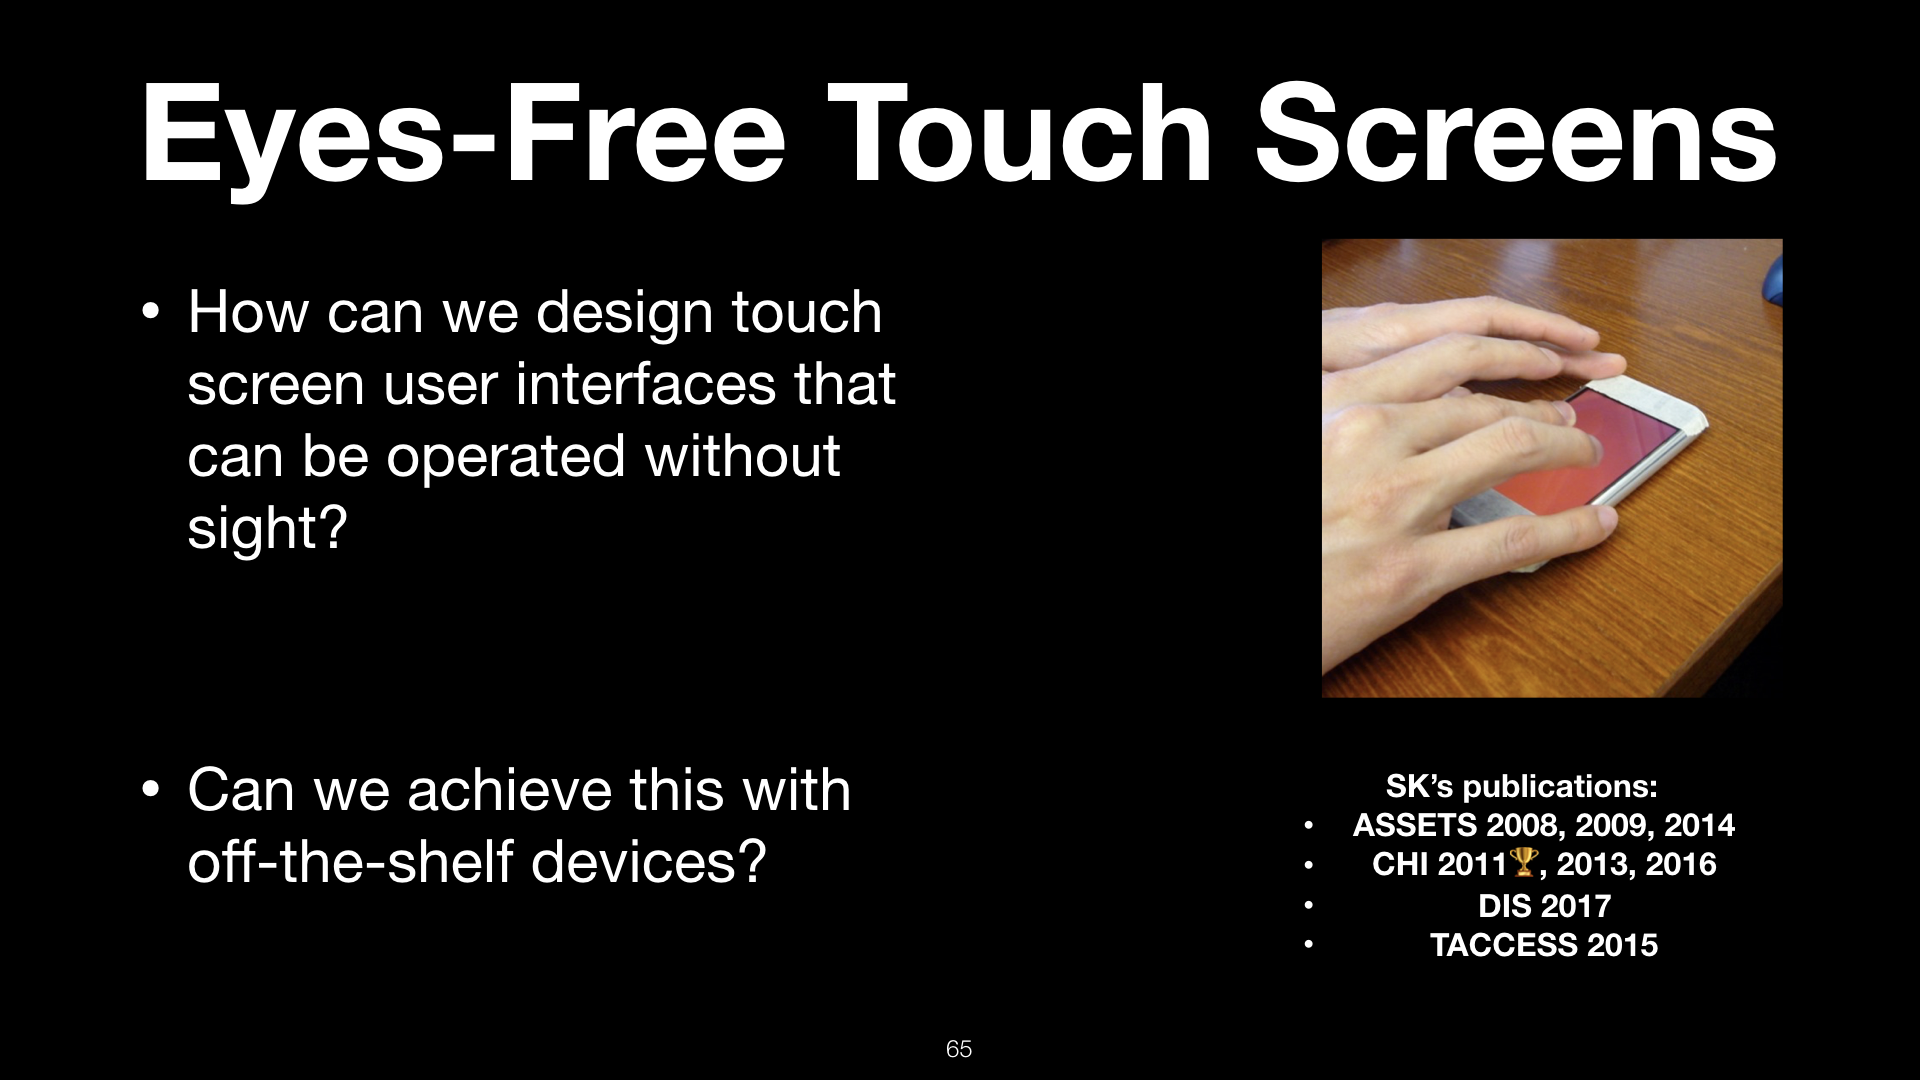 Eyes-Free Touch Screens
• How can we design touch
screen user interfaces that
can be operated without
sight?
• Can we achieve this with
off-the-shelf devices?
SK’s publications:
• ASSETS 2008, 2009, 2014
• CHI 2011🏆, 2013, 2016
• DIS 2017
• TACCESS 2015
65